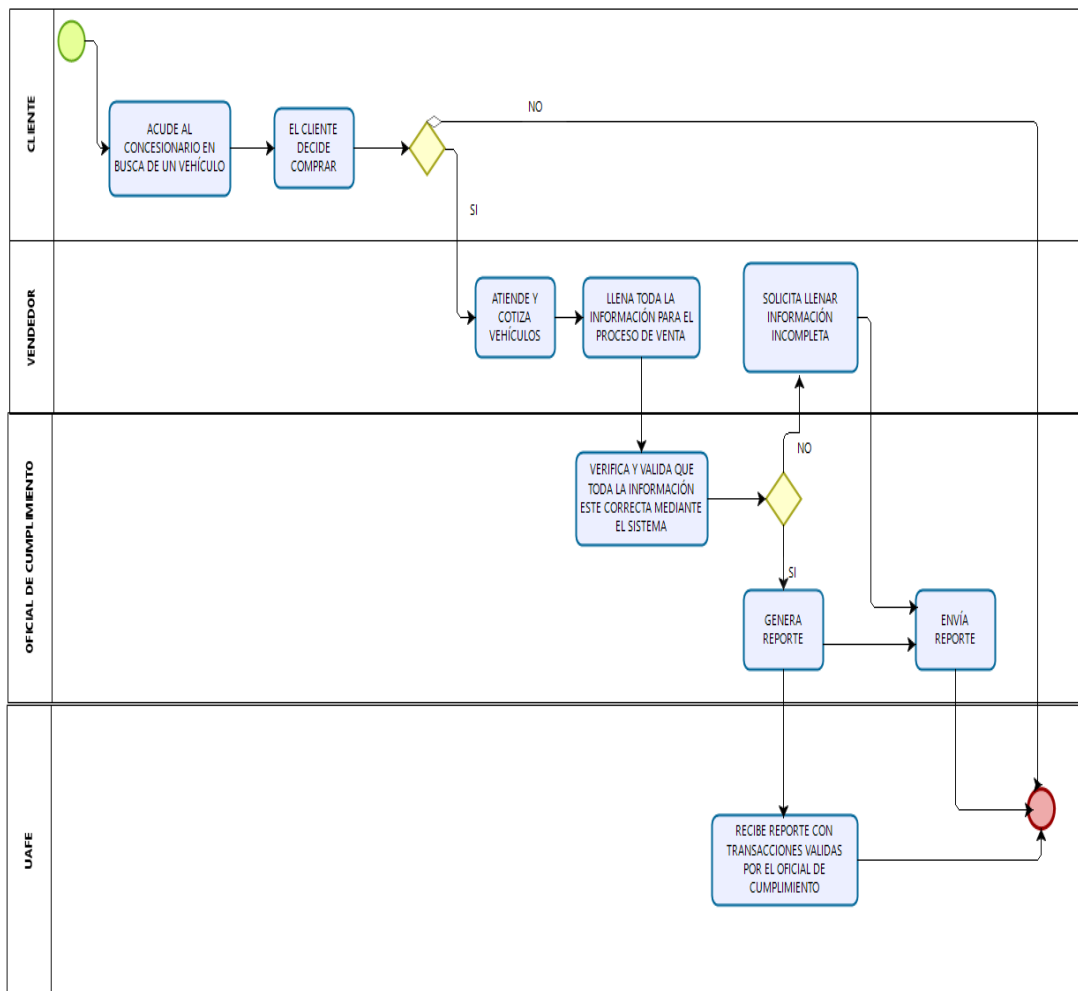 CLIENTE
ACUDE AL
CONCESIONARIO EN
BUSCA DE UN VEHÍCULO
EL CLIENTE
DECIDE
COMPRAR
NO
SI
VENDEDOR
ATIENDE Y
COTIZA
VEHÍCULOS
LLENA TODA LA
INFORMACIÓN PARA EL
PROCESO DE VENTA
SOLICITA LLENAR
INFORMACIÓN
INCOMPLETA
OFICIAL DE CUMPLIMIENTO
VERIFICA Y VALIDA QUE
TODA LA INFORMACIÓN
ESTE CORRECTA MEDIANTE
EL SISTEMA
NO
SI
GENERA
REPORTE
ENVÍA
REPORTE
UAFE
RECIBE REPORTE CON
TRANSACCIONES VALIDAS
POR EL OFICIAL DE
CUMPLIMIENTO